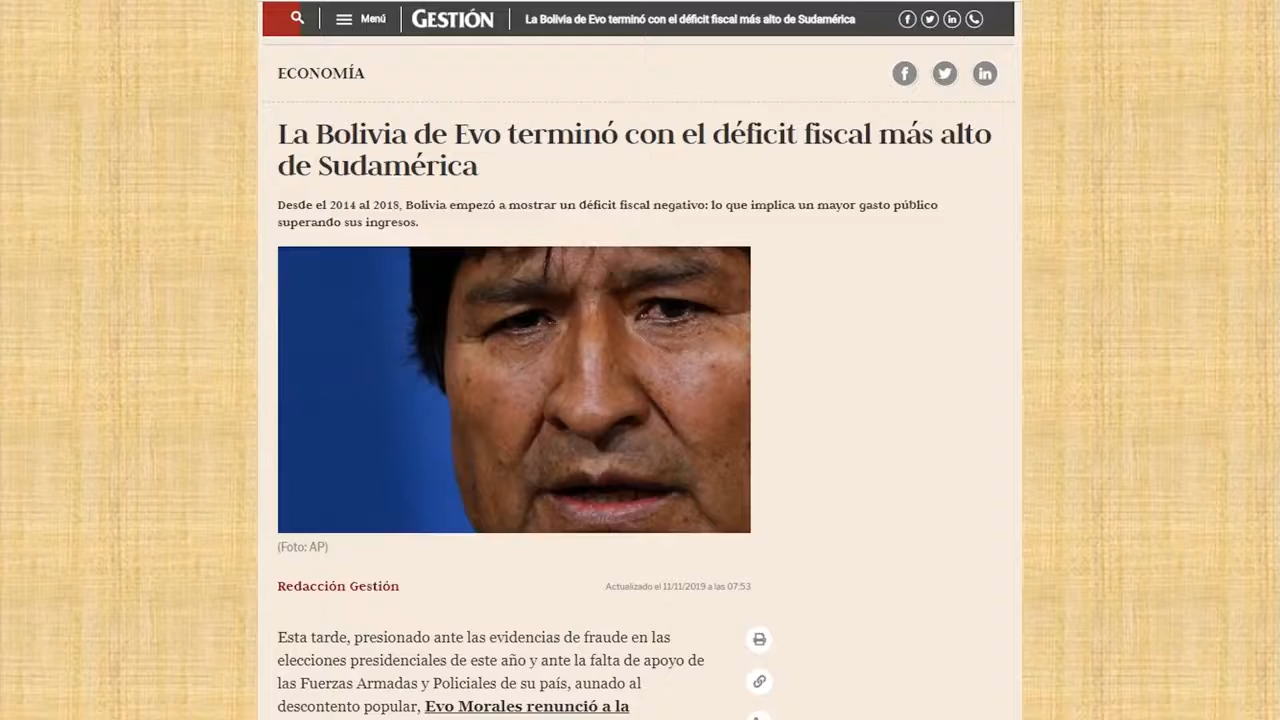 Menú
GESTIÓN
La Bolivia de Evo terminó con el déficit fiscal más alto de Sudamérica
ECONOMÍA
La Bolivia de Evo terminó con el déficit fiscal más alto
de Sudamérica
Desde el 2014 al 2018, Bolivia empezó a mostrar un déficit fiscal negativo: lo que implica un mayor gasto público
superando sus ingresos.
(Foto: AP)
Redacción Gestión
Actualizado el 11/11/2019 a las 07:53
Esta tarde, presionado ante las evidencias de fraude en las
elecciones presidenciales de este año y ante la falta de apoyo de
las Fuerzas Armadas y Policiales de su país, aunado al
descontento popular, Evo Morales renunció a la